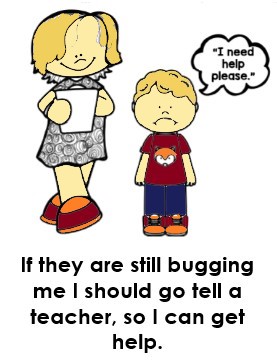 "I need
help
please."
If they are still bugging
me I should go tell a
teacher, so I can get
help.